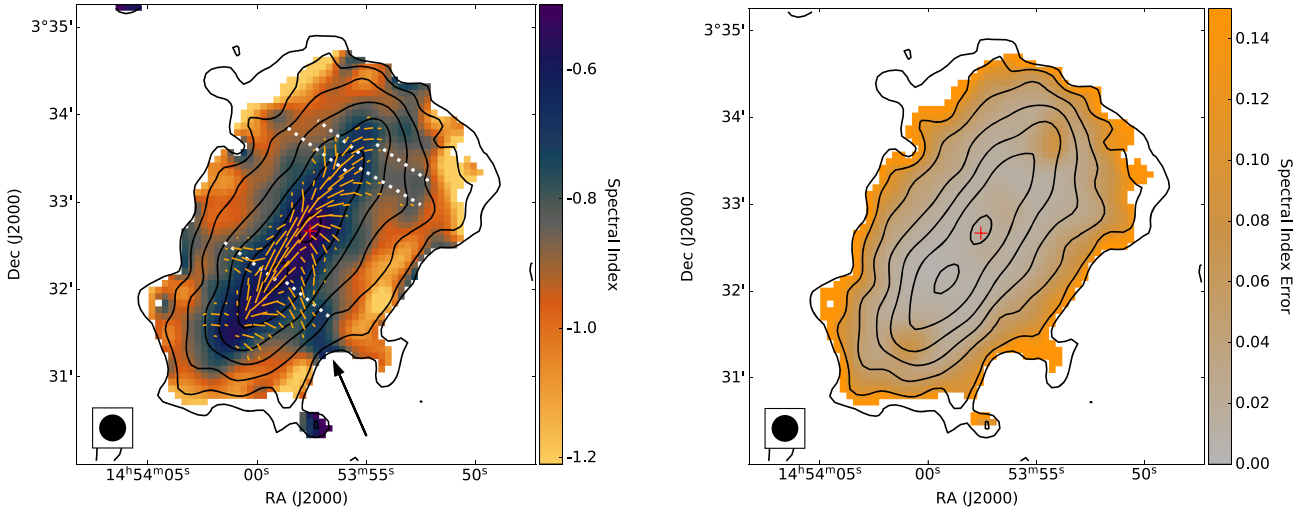 3°35'
34'
33'
32'
31'
Dec (J2000)
14ʰ54ᵐ05ˢ
00ˢ
53ᵐ55ˢ
50ˢ
RA (J2000)
-0.6
-0.8
-1.0
-1.2
Spectral Index
3°35'
34'
33'
32'
31'
Dec (J2000)
14ʰ54ᵐ05ˢ
00ˢ
53ᵐ55ˢ
50ˢ
RA (J2000)
0.14
0.12
0.10
0.08
0.06
0.04
0.02
0.00
Spectral Index Error